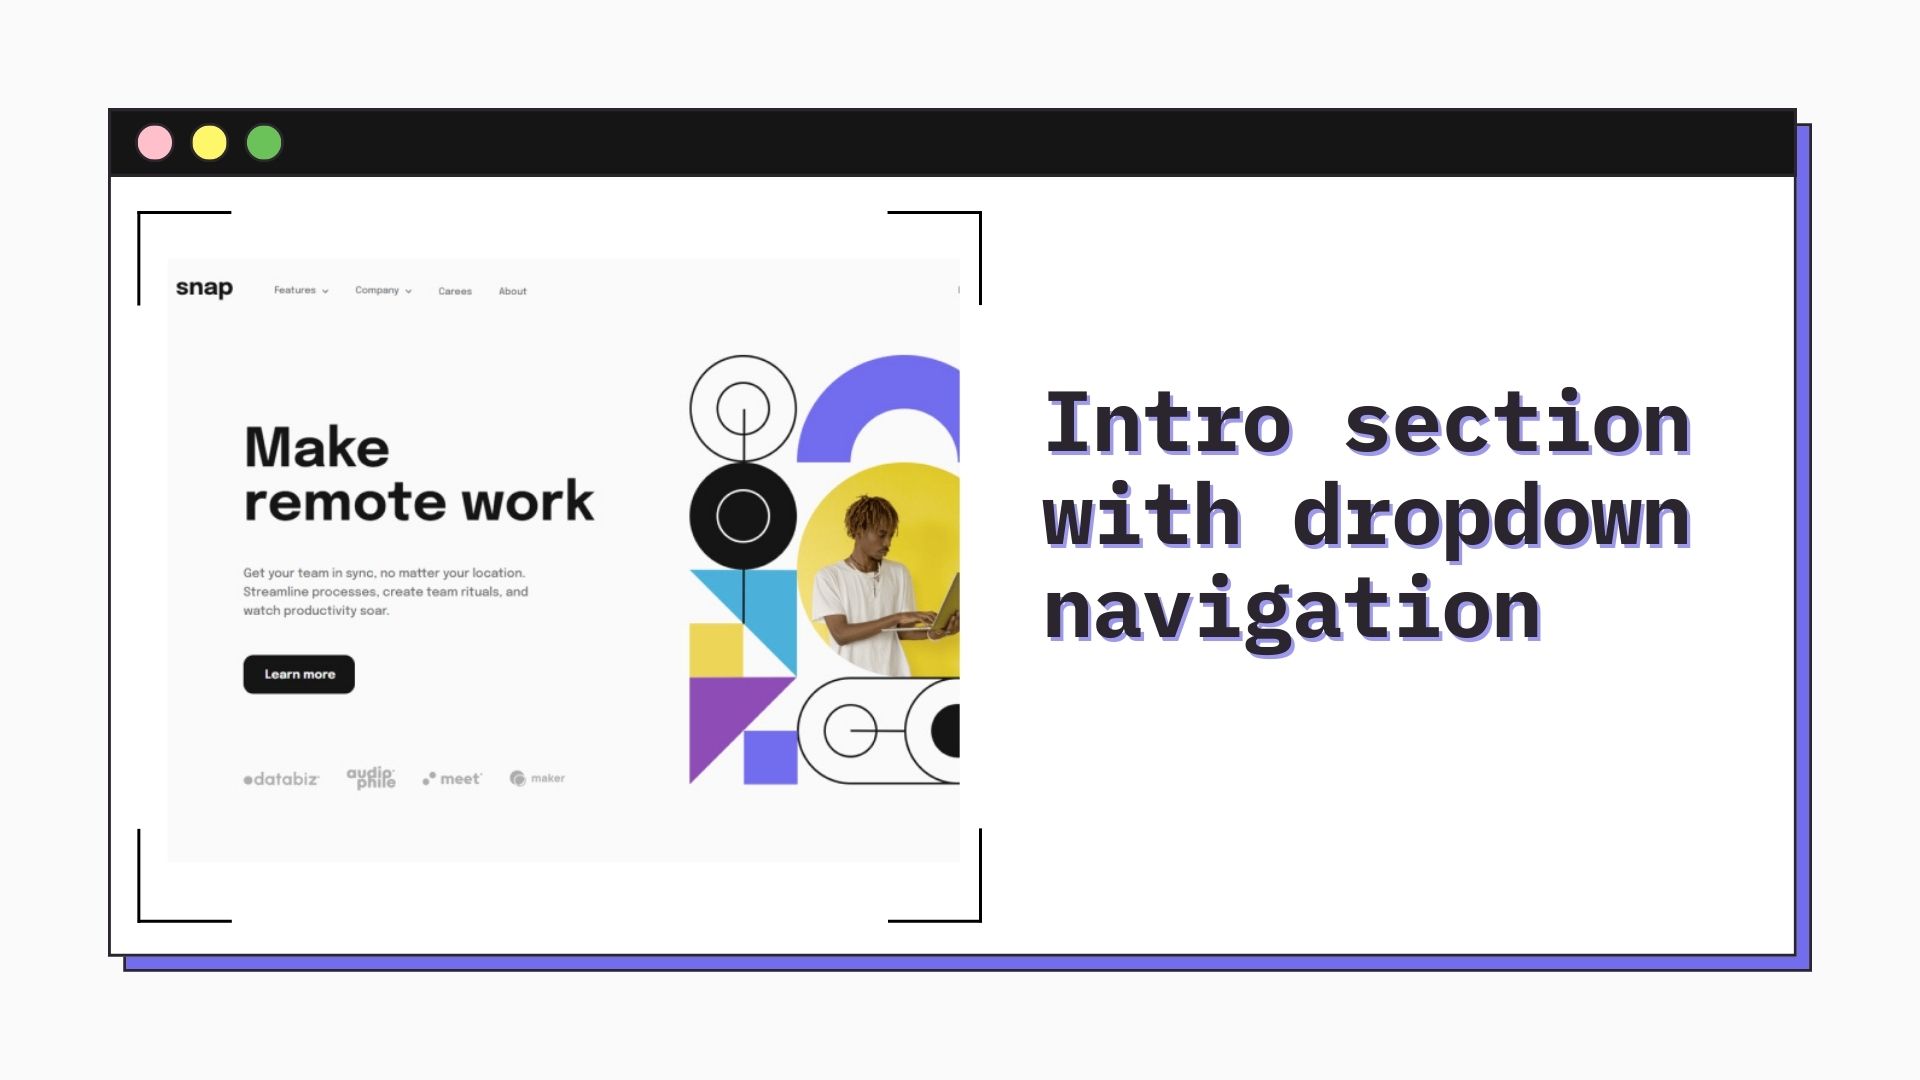 snap
Features
Company
Carees
About
Make
remote work
Get your team in sync, no matter your location.
Streamline processes, create team rituals, and
watch productivity soar.
Learn more
databiz
audiophile
meet
maker
Intro section
with dropdown
navigation